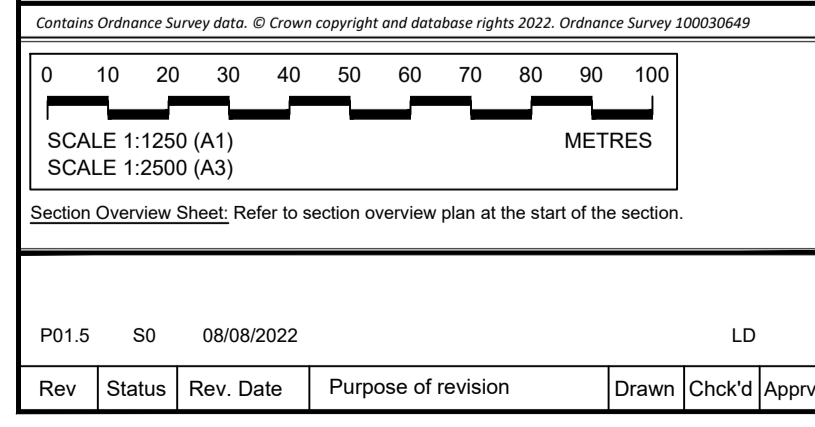 Contains Ordnance Survey data. © Crown copyright and database rights 2022. Ordnance Survey 100030649
0 10 20 30 40 50 60 70 80 90 100
SCALE 1:1250 (A1) METRES
SCALE 1:2500 (A3)
Section Overview Sheet: Refer to section overview plan at the start of the section.
P01.5 S0 08/08/2022 LD
Rev Status Rev. Date Purpose of revision Drawn Chck'd Apprv